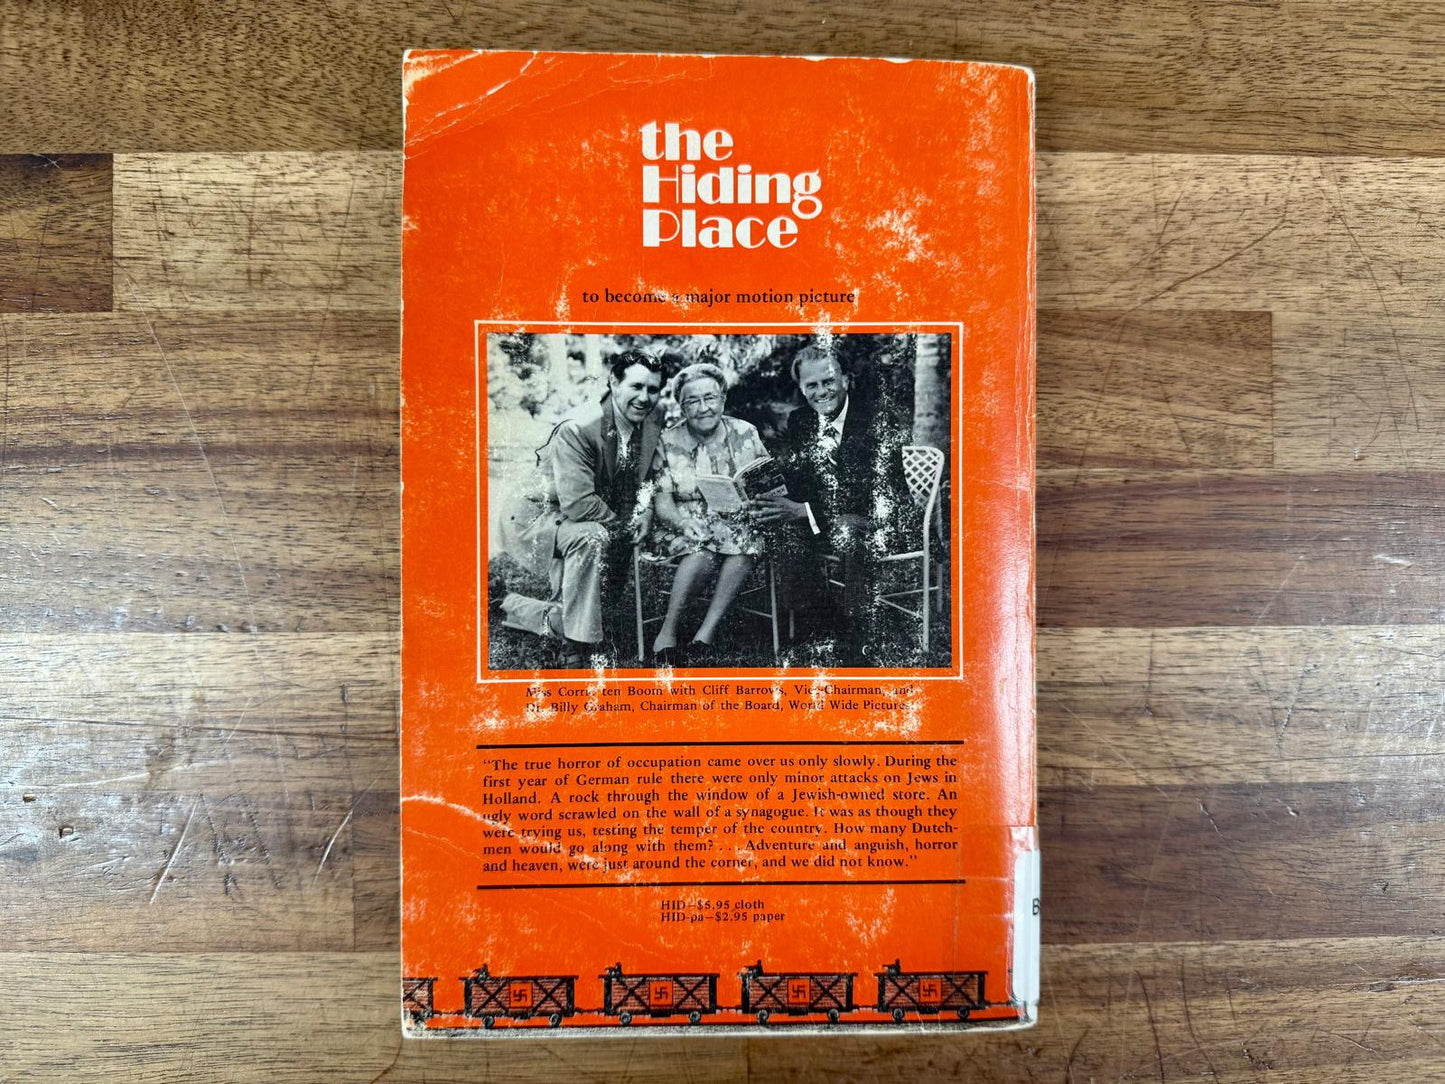 the
Hiding
Place
to become a major motion picture
Miss Corrie ten Boom with Cliff Barrows, Vice-Chairman, and
Dr. Billy Graham, Chairman of the Board, World Wide Pictures.
“The true horror of occupation came over us only slowly. During the
first year of German rule there were only minor attacks on Jews in
Holland. A rock through the window of a Jewish-owned store. An
ugly word scrawled on the wall of a synagogue. It was as though they
were trying us, testing the temper of the country. How many Dutch-
men would go along with them? . . . Adventure and anguish, horror
and heaven, were just around the corner, and we did not know.”
HID—$5.95 cloth
HID-pa—$2.95 paper
B